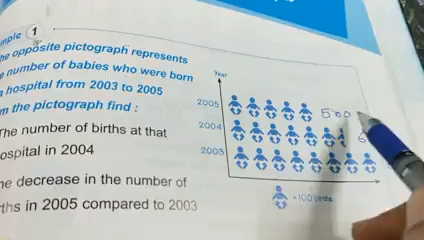 mple 1
he opposite pictograph represents
e number of babies who were born
hospital from 2003 to 2005
m the pictograph find :
The number of births at that
ospital in 2004
he decrease in the number of
ths in 2005 compared to 2003
Year
2005
500
2004
6
2003
=100 births